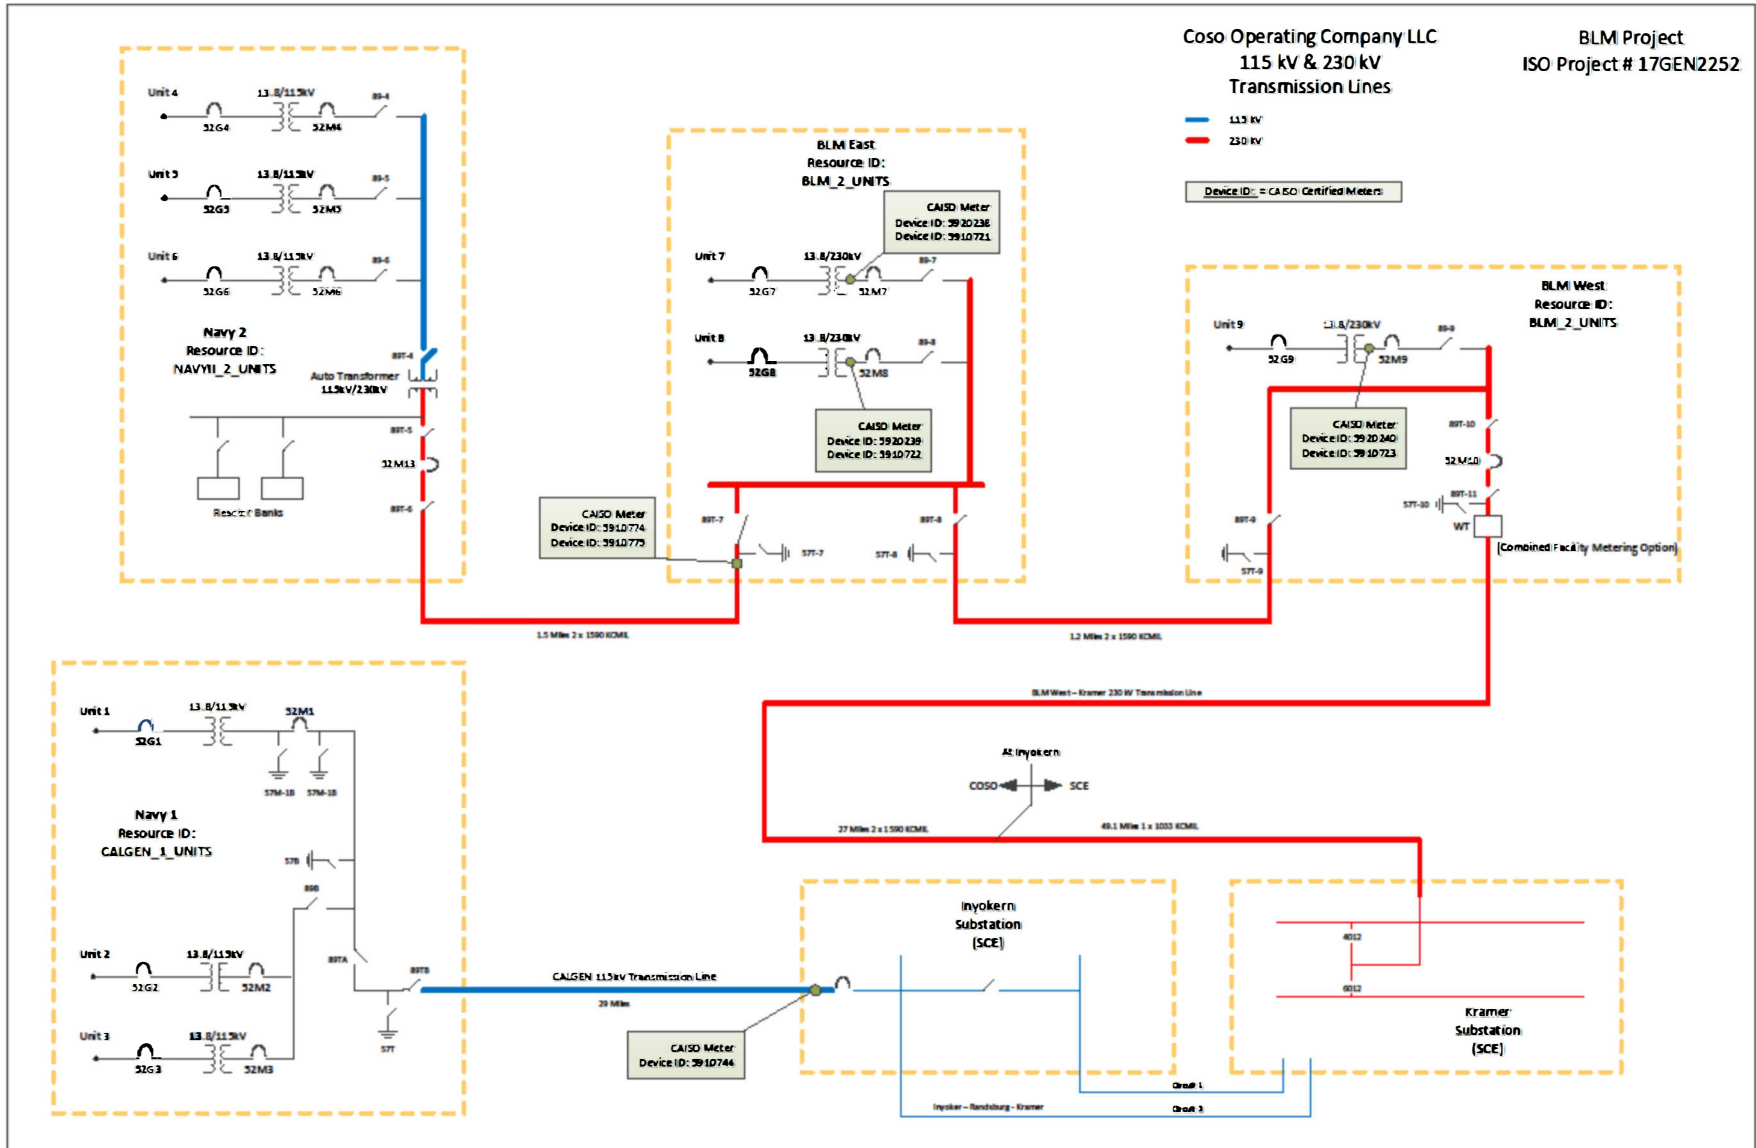 Coso Operating Company LLC
115 kV & 230 kV
Transmission Lines
115 kV
230 kV
Device ID: = CAISO Certified Meters
BLM Project
ISO Project # 17GEN2252
Unit 4
52G4
13.8/115kV
52M4
89-4
Unit 5
52G5
13.8/115kV
52M5
89-5
Unit 6
52G6
13.8/115kV
52M6
89-6
Navy 2
Resource ID:
NAVYII_2_UNITS
89T-4
Auto Transformer
115kV/230kV
89T-5
52M13
89T-6
Reactor Banks
BLM East
Resource ID:
BLM_2_UNITS
CAISO Meter
Device ID: 5920238
Device ID: 5910721
Unit 7
52G7
13.8/230kV
52M7
89-7
Unit 8
52G8
13.8/230kV
52M8
89-8
CAISO Meter
Device ID: 5920239
Device ID: 5910722
CAISO Meter
Device ID: 5910774
Device ID: 5910775
89T-7
57T-7
89T-8
57T-8
BLM West
Resource ID:
BLM_2_UNITS
Unit 9
52G9
13.8/230kV
52M9
89-9
CAISO Meter
Device ID: 5920240
Device ID: 5910723
89T-10
52M10
89T-11
57T-10
WT
(Combined Facility Metering Option)
89T-9
57T-9
1.5 Miles 2 x 1590 KCMIL
1.2 Miles 2 x 1590 KCMIL
BLM West – Kramer 230 kV Transmission Line
At Inyokern
COSO
SCE
27 Miles 2 x 1590 KCMIL
49.1 Miles 1 x 1033 KCMIL
Unit 1
52G1
13.8/115kV
52M1
57M-1B
57M-1B
Navy 1
Resource ID:
CALGEN_1_UNITS
57B
89B
Unit 2
52G2
13.8/115kV
52M2
Unit 3
52G3
13.8/115kV
52M3
89TA
89TB
57T
CALGEN 115kV Transmission Line
29 Miles
CAISO Meter
Device ID: 5910744
Inyokern
Substation
(SCE)
4012
6012
Kramer
Substation
(SCE)
Circuit 1
Inyoker – Randsburg - Kramer
Circuit 2